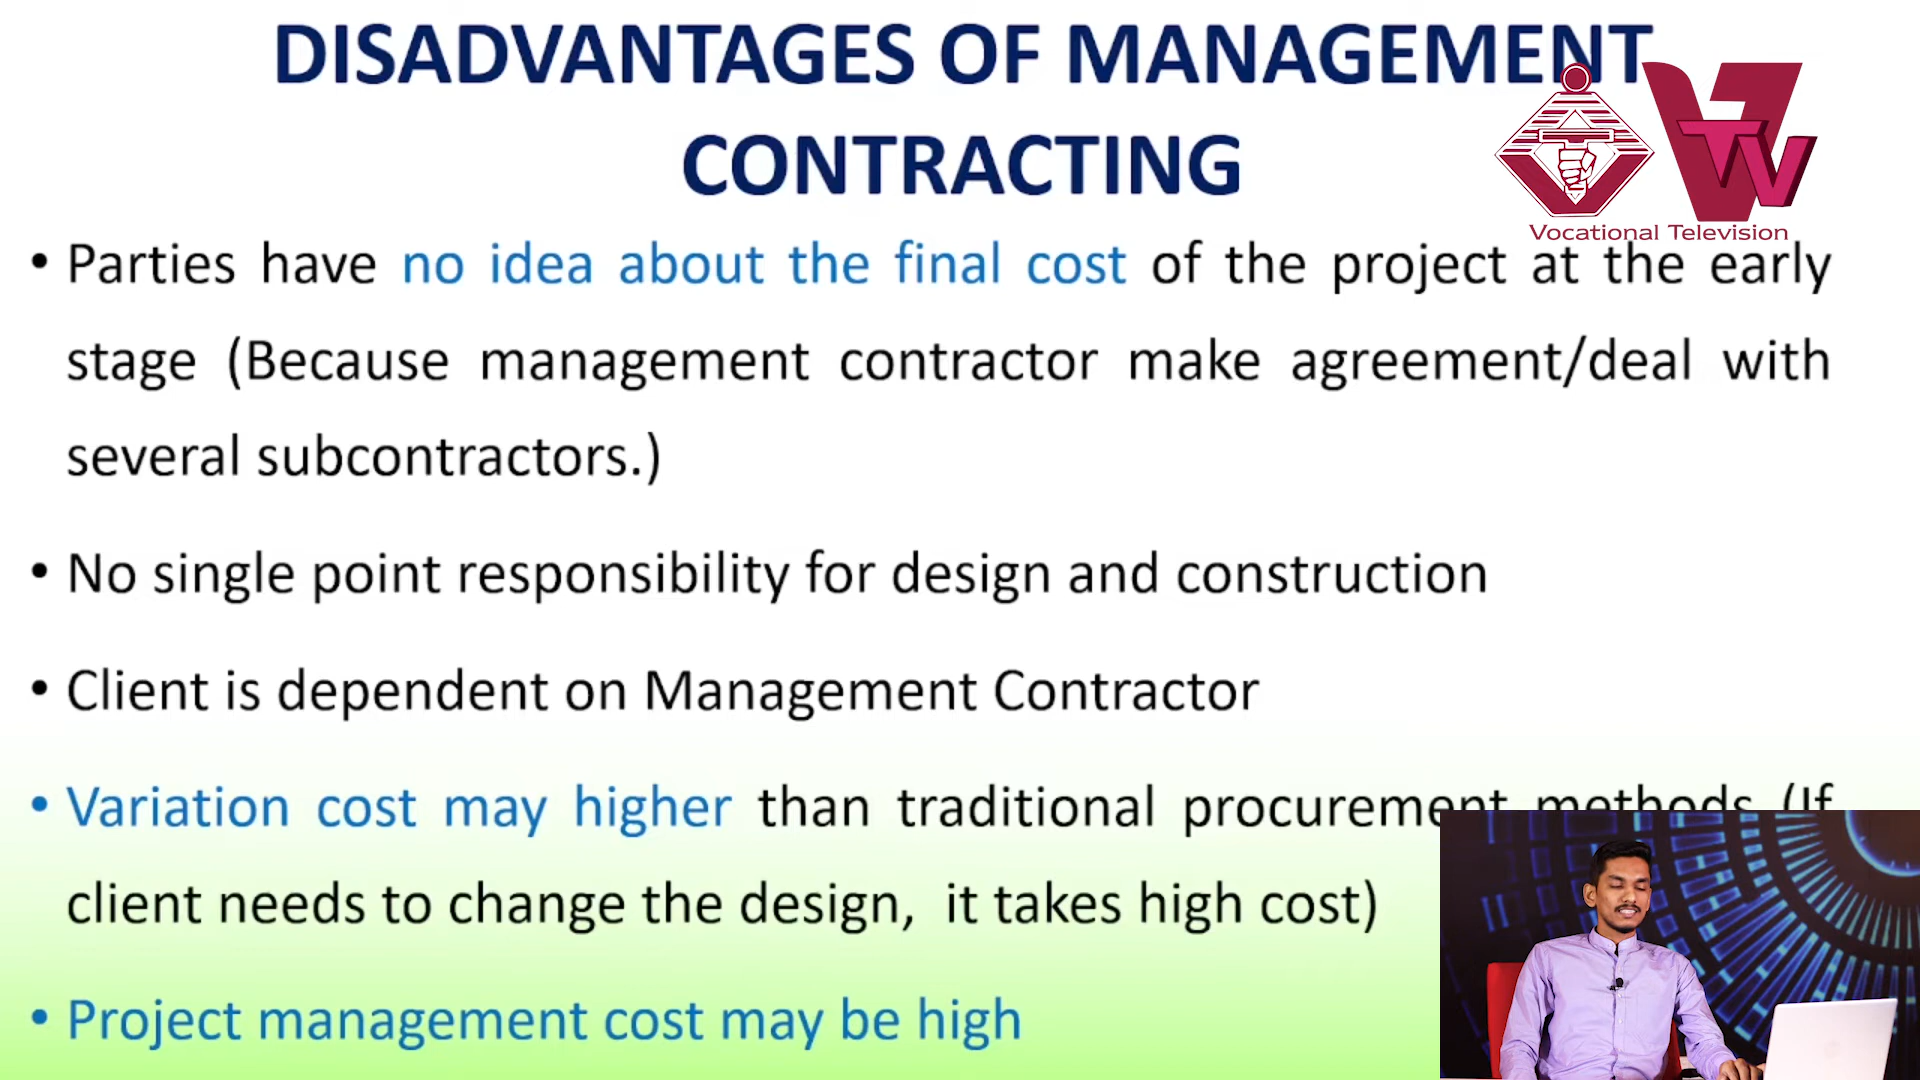 DISADVANTAGES OF MANAGEMENT
CONTRACTING
VTV
Vocational Television
• Parties have no idea about the final cost of the project at the early
stage (Because management contractor make agreement/deal with
several subcontractors.)
• No single point responsibility for design and construction
• Client is dependent on Management Contractor
• Variation cost may higher than traditional procurement methods (If
client needs to change the design, it takes high cost)
• Project management cost may be high